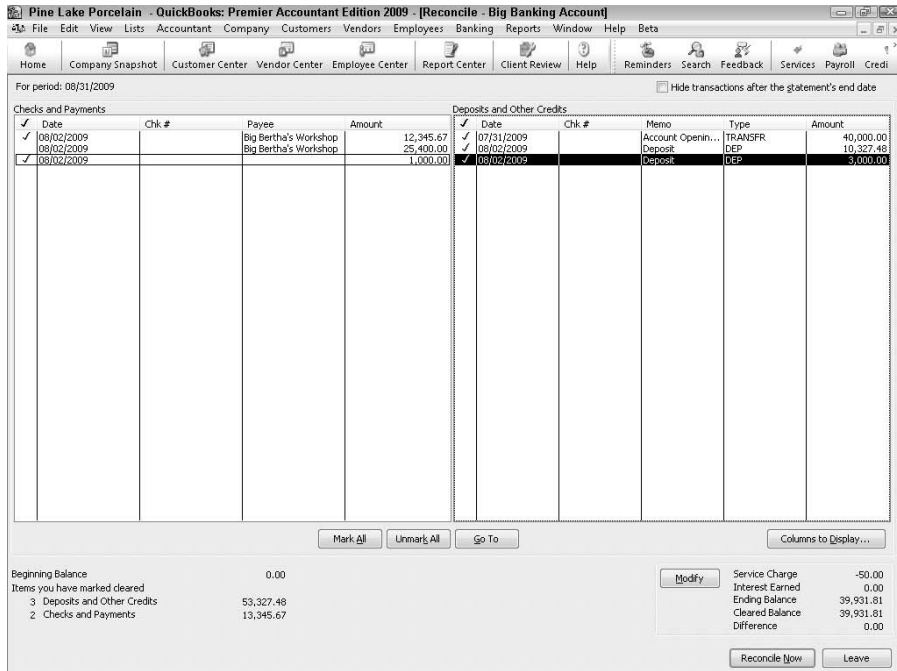 Pine Lake Porcelain - QuickBooks: Premier Accountant Edition 2009 - [Reconcile - Big Banking Account]
File Edit View Lists Accountant Company Customers Vendors Employees Banking Reports Window Help Beta
Home Company Snapshot Customer Center Vendor Center Employee Center Report Center Client Review Help Reminders Search Feedback Services Payroll Credi
For period: 08/31/2009
Hide transactions after the statement's end date
Checks and Payments
✓ Date Chk # Payee Amount
✓ 08/02/2009 Big Bertha's Workshop 12,345.67
08/02/2009 Big Bertha's Workshop 25,400.00
✓ 08/02/2009 1,000.00
Deposits and Other Credits
✓ Date Chk # Memo Type Amount
✓ 07/31/2009 Account Openin... TRANSFR 40,000.00
✓ 08/02/2009 Deposit DEP 10,327.48
✓ 08/02/2009 Deposit DEP 3,000.00
Mark All Unmark All Go To Columns to Display...
Beginning Balance 0.00
Items you have marked cleared
3 Deposits and Other Credits 53,327.48
2 Checks and Payments 13,345.67
Modify
Service Charge -50.00
Interest Earned 0.00
Ending Balance 39,931.81
Cleared Balance 39,931.81
Difference 0.00
Reconcile Now Leave